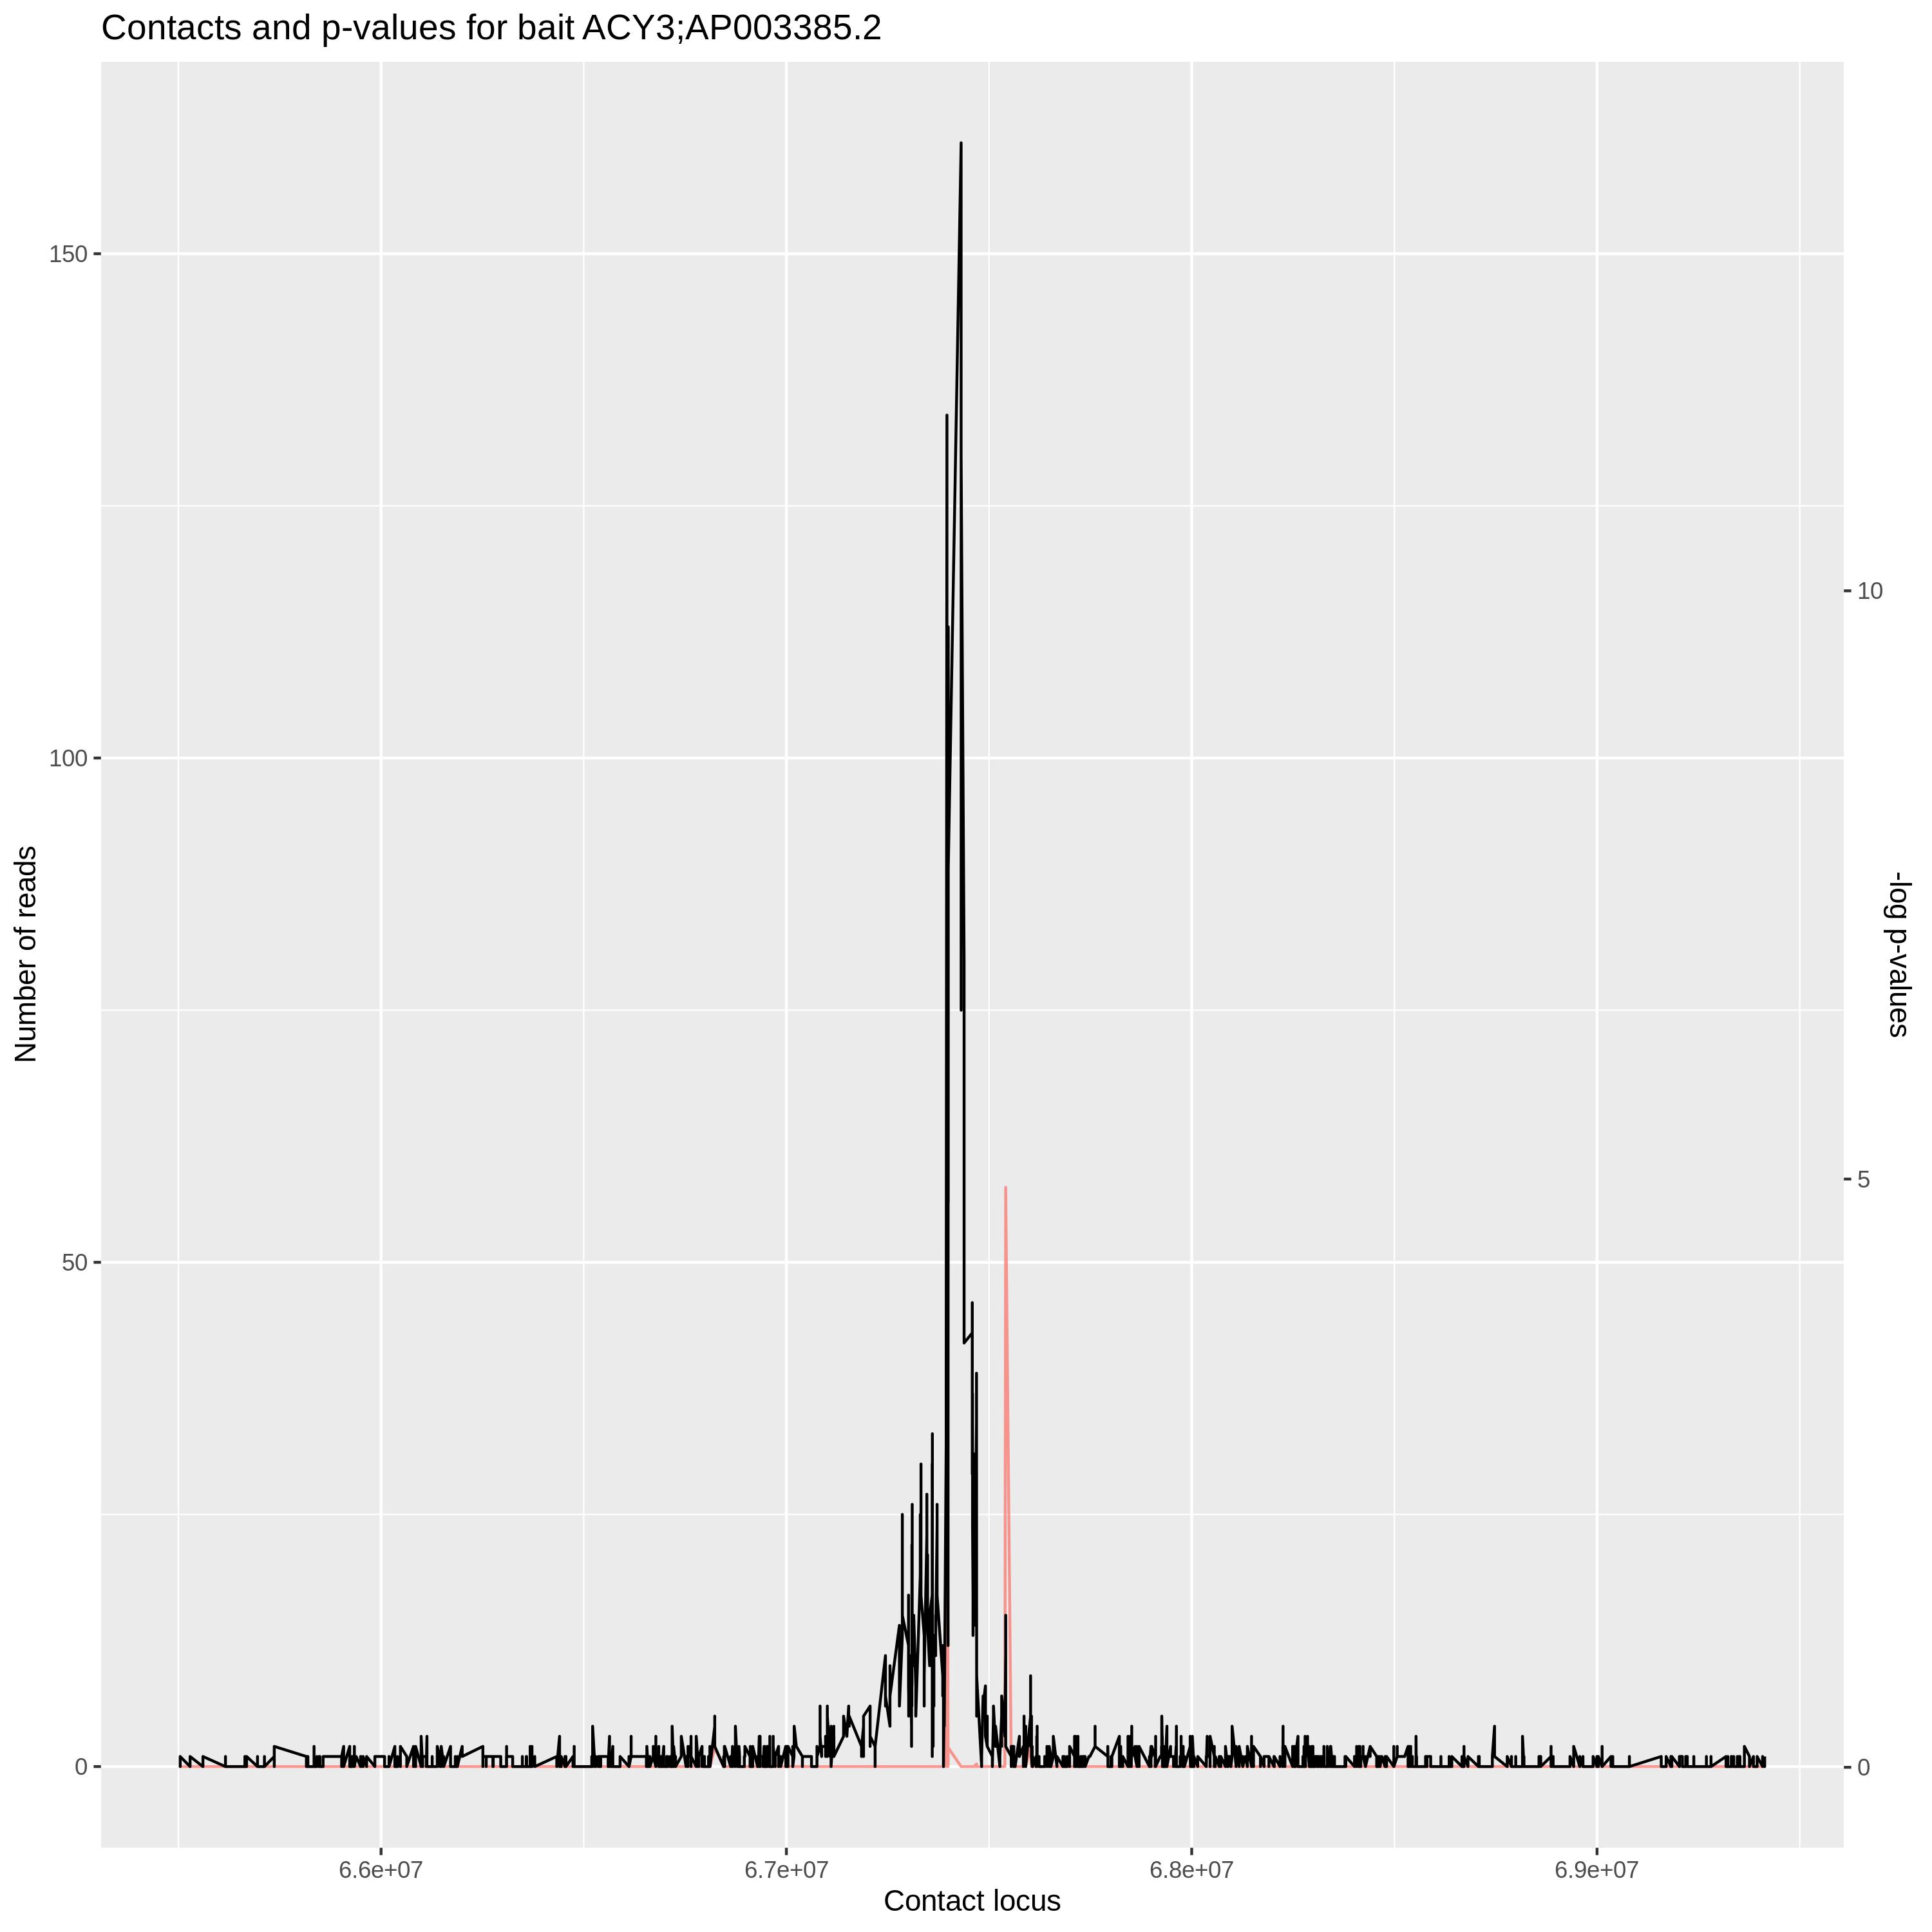 Contacts and p-values for bait ACY3;AP003385.2
150
100
50
0
Number of reads
10
5
0
-log p-values
6.6e+07
6.7e+07
6.8e+07
6.9e+07
Contact locus